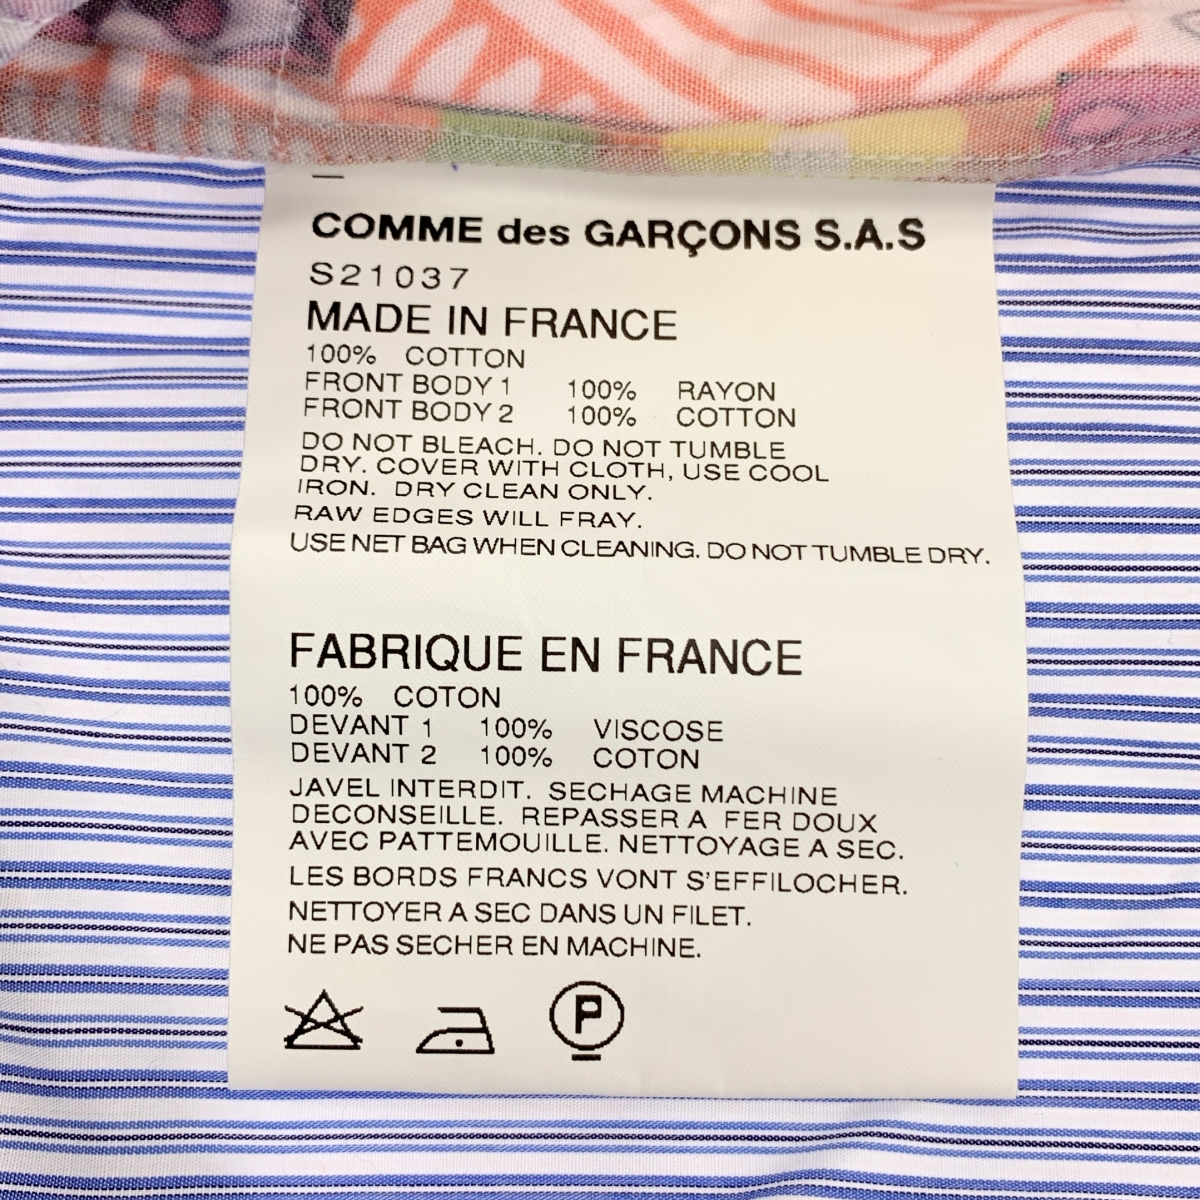 COMME des GARÇONS S.A.S
S21037
MADE IN FRANCE
100% COTTON
FRONT BODY 1 100% RAYON
FRONT BODY 2 100% COTTON
DO NOT BLEACH. DO NOT TUMBLE
DRY. COVER WITH CLOTH, USE COOL
IRON. DRY CLEAN ONLY.
RAW EDGES WILL FRAY.
USE NET BAG WHEN CLEANING. DO NOT TUMBLE DRY.
FABRIQUE EN FRANCE
100% COTON
DEVANT 1 100% VISCOSE
DEVANT 2 100% COTON
JAVEL INTERDIT. SECHAGE MACHINE
DECONSEILLE. REPASSER A FER DOUX
AVEC PATTEMOUILLE. NETTOYAGE A SEC.
LES BORDS FRANCS VONT S'EFFILOCHER.
NETTOYER A SEC DANS UN FILET.
NE PAS SECHER EN MACHINE.
P